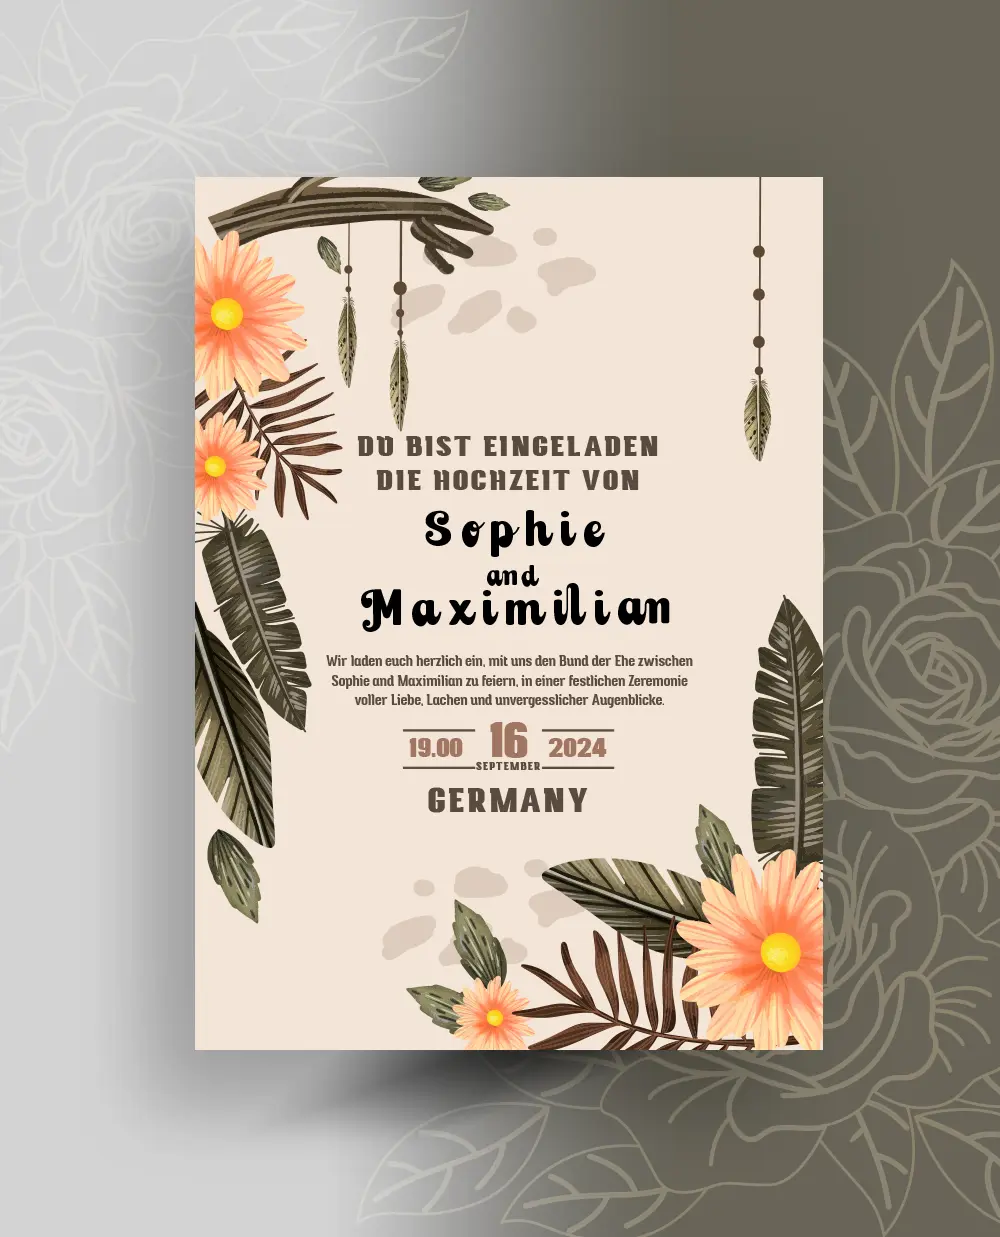 DU BIST EINGELADEN
DIE HOCHZEIT VON
Sophie
and
Maximilian
Wir laden euch herzlich ein, mit uns den Bund der Ehe zwischen
Sophie and Maximilian zu feiern, in einer festlichen Zeremonie
voller Liebe, Lachen und unvergesslicher Augenblicke.
19.00 16 2024
SEPTEMBER
GERMANY